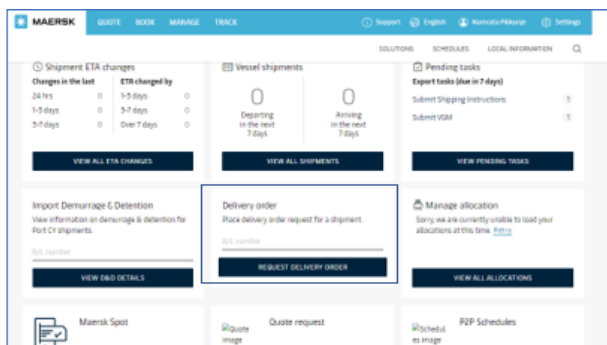 MAERSK QUOTE BOOK MANAGE TRACK Support English Namrata Pilkurse Settings
SOLUTIONS SCHEDULES LOCAL INFORMATION
Shipment ETA changes
Changes in the last ETA changed by
24 hrs 0 1-3 days 0
1-3 days 0 3-7 days 0
3-7 days 0 Over 7 days 0
VIEW ALL ETA CHANGES
Vessel shipments
0 0
Departing Arriving
in the next in the next
7 days 7 days
VIEW ALL SHIPMENTS
Pending tasks
Export tasks (due in 7 days)
Submit Shipping Instructions 1
Submit VGM 1
VIEW PENDING TASKS
Import Demurrage & Detention
View information on demurrage & detention for
Port CY shipments.
B/L number
VIEW D&D DETAILS
Delivery order
Place delivery order request for a shipment.
B/L number
REQUEST DELIVERY ORDER
Manage allocation
Sorry, we are currently unable to load your
allocations at this time. Retry
VIEW ALL ALLOCATIONS
Maersk Spot
Quote
image
Quote request
Schedul
es image
P2P Schedules